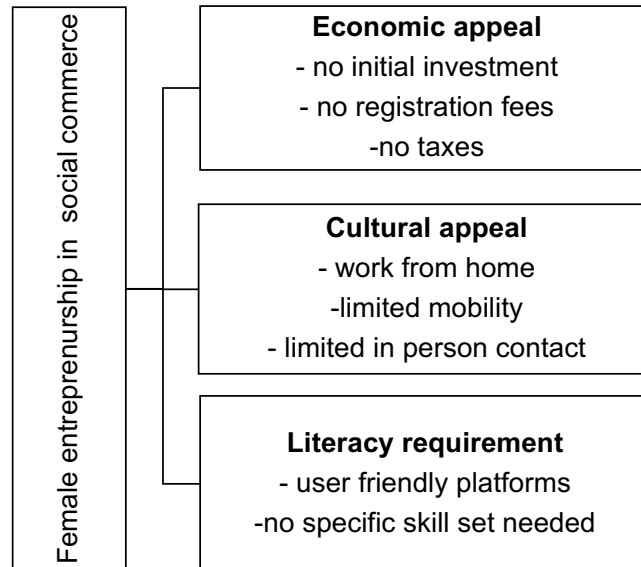 Female entreprenurship in social commerce
Economic appeal
- no initial investment
- no registration fees
-no taxes
Cultural appeal
- work from home
-limited mobility
- limited in person contact
Literacy requirement
- user friendly platforms
-no specific skill set needed